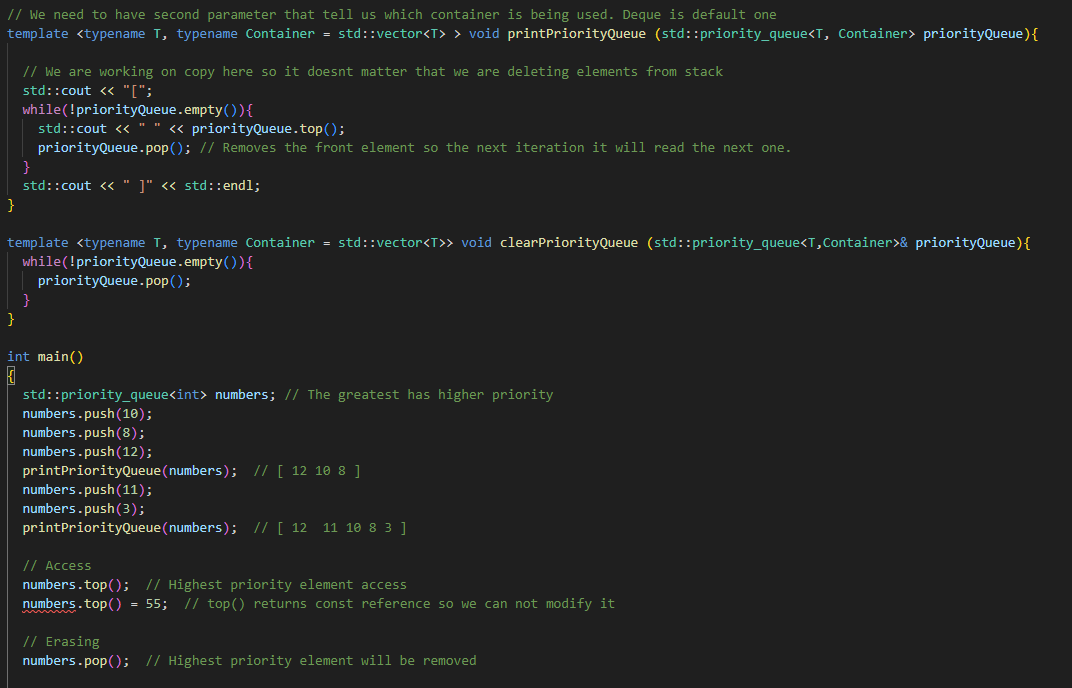 // We need to have second parameter that tell us which container is being used. Deque is default one
template <typename T, typename Container = std::vector<T> > void printPriorityQueue (std::priority_queue<T, Container> priorityQueue){
// We are working on copy here so it doesnt matter that we are deleting elements from stack
std::cout << "[";
while(!priorityQueue.empty()){
std::cout << " " << priorityQueue.top();
priorityQueue.pop(); // Removes the front element so the next iteration it will read the next one.
}
std::cout << " ]" << std::endl;
}
template <typename T, typename Container = std::vector<T>> void clearPriorityQueue (std::priority_queue<T,Container>& priorityQueue){
while(!priorityQueue.empty()){
priorityQueue.pop();
}
}
int main()
{
std::priority_queue<int> numbers; // The greatest has higher priority
numbers.push(10);
numbers.push(8);
numbers.push(12);
printPriorityQueue(numbers);  // [ 12 10 8 ]
numbers.push(11);
numbers.push(3);
printPriorityQueue(numbers);  // [ 12  11 10 8 3 ]
// Access
numbers.top();  // Highest priority element access
numbers.top() = 55;  // top() returns const reference so we can not modify it
// Erasing
numbers.pop();  // Highest priority element will be removed